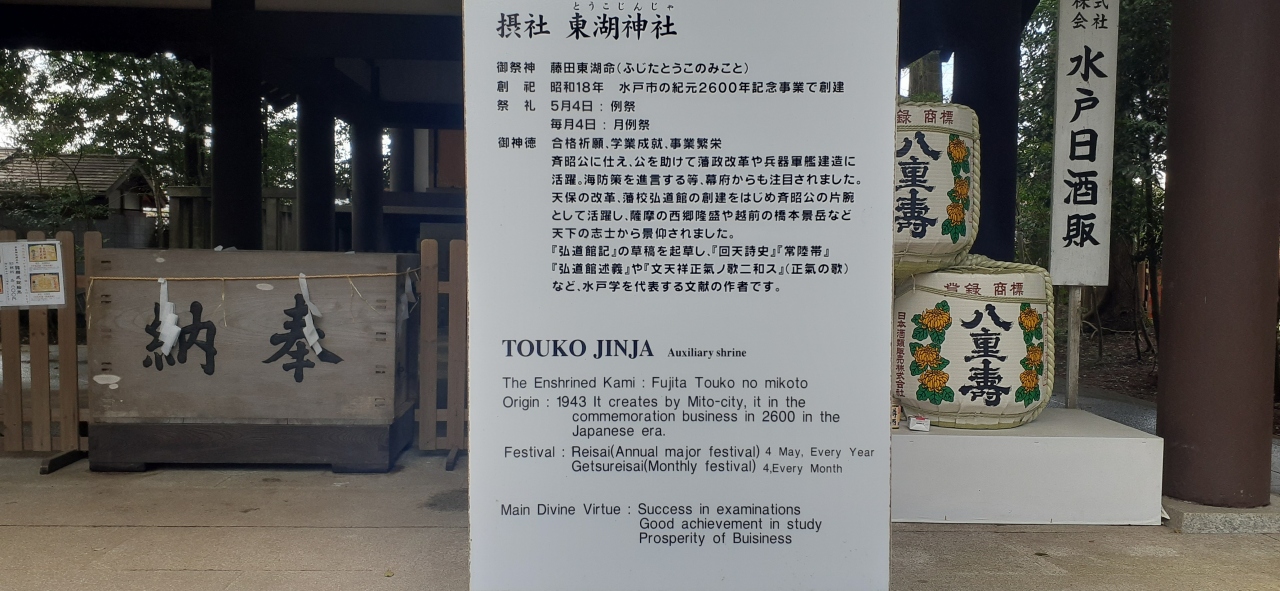 とうこじんじゃ
摂社 東湖神社
御祭神 藤田東湖命(ふじたとうこのみこと)
創 祀 昭和18年 水戸市の紀元2600年記念事業で創建
祭 礼 5月4日：例祭
毎月4日：月例祭
御神徳 合格祈願、学業成就、事業繁栄
斉昭公に仕え、公を助けて藩政改革や兵器軍艦建造に
活躍。海防策を進言する等、幕府からも注目されました。
天保の改革、藩校弘道館の創建をはじめ斉昭公の片腕
として活躍し、薩摩の西郷隆盛や越前の橋本景岳など
天下の志士から景仰されました。
『弘道館記』の草稿を起草し、『回天詩史』『常陸帯』
『弘道館述義』や『文天祥正氣ノ歌二和ス』(正氣の歌)
など、水戸学を代表する文献の作者です。
TOUKO JINJA Auxiliary shrine
The Enshrined Kami : Fujita Touko no mikoto
Origin : 1943 It creates by Mito-city, it in the
commemoration business in 2600 in the
Japanese era.
Festival : Reisai(Annual major festival) 4 May, Every Year
Getsureisai(Monthly festival) 4,Every Month
Main Divine Virtue : Success in examinations
Good achievement in study
Prosperity of Buisiness
奉納
録 商標
八重壽
登録 商標
八重壽
日本酒類販売株式会社
株式会
水戸日酒販